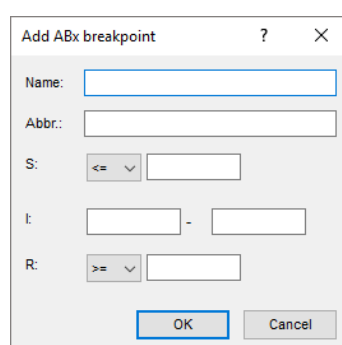 Add ABx breakpoint ?
Name:
Abbr.:
S: <=
I: -
R: >=
OK Cancel